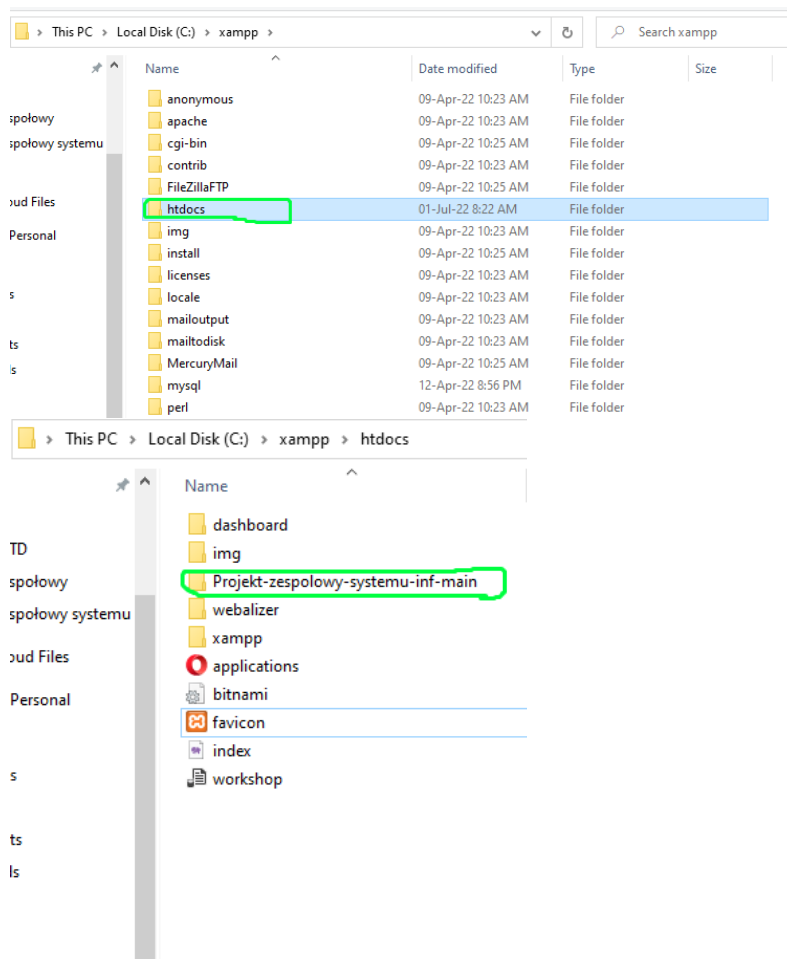 This PC > Local Disk (C:) > xampp > Search xampp
Name Date modified Type Size
anonymous 09-Apr-22 10:23 AM File folder
społowy apache 09-Apr-22 10:23 AM File folder
społowy systemu cgi-bin 09-Apr-22 10:25 AM File folder
contrib 09-Apr-22 10:23 AM File folder
FileZillaFTP 09-Apr-22 10:25 AM File folder
oud Files htdocs 01-Jul-22 8:22 AM File folder
Personal img 09-Apr-22 10:23 AM File folder
install 09-Apr-22 10:25 AM File folder
licenses 09-Apr-22 10:23 AM File folder
s locale 09-Apr-22 10:23 AM File folder
mailoutput 09-Apr-22 10:23 AM File folder
ts mailtodisk 09-Apr-22 10:23 AM File folder
ls MercuryMail 09-Apr-22 10:25 AM File folder
mysql 12-Apr-22 8:56 PM File folder
perl 09-Apr-22 10:23 AM File folder
This PC > Local Disk (C:) > xampp > htdocs
Name
dashboard
TD img
społowy Projekt-zespolowy-systemu-inf-main
społowy systemu webalizer
xampp
oud Files applications
Personal bitnami
favicon
index
s workshop
ts
ls